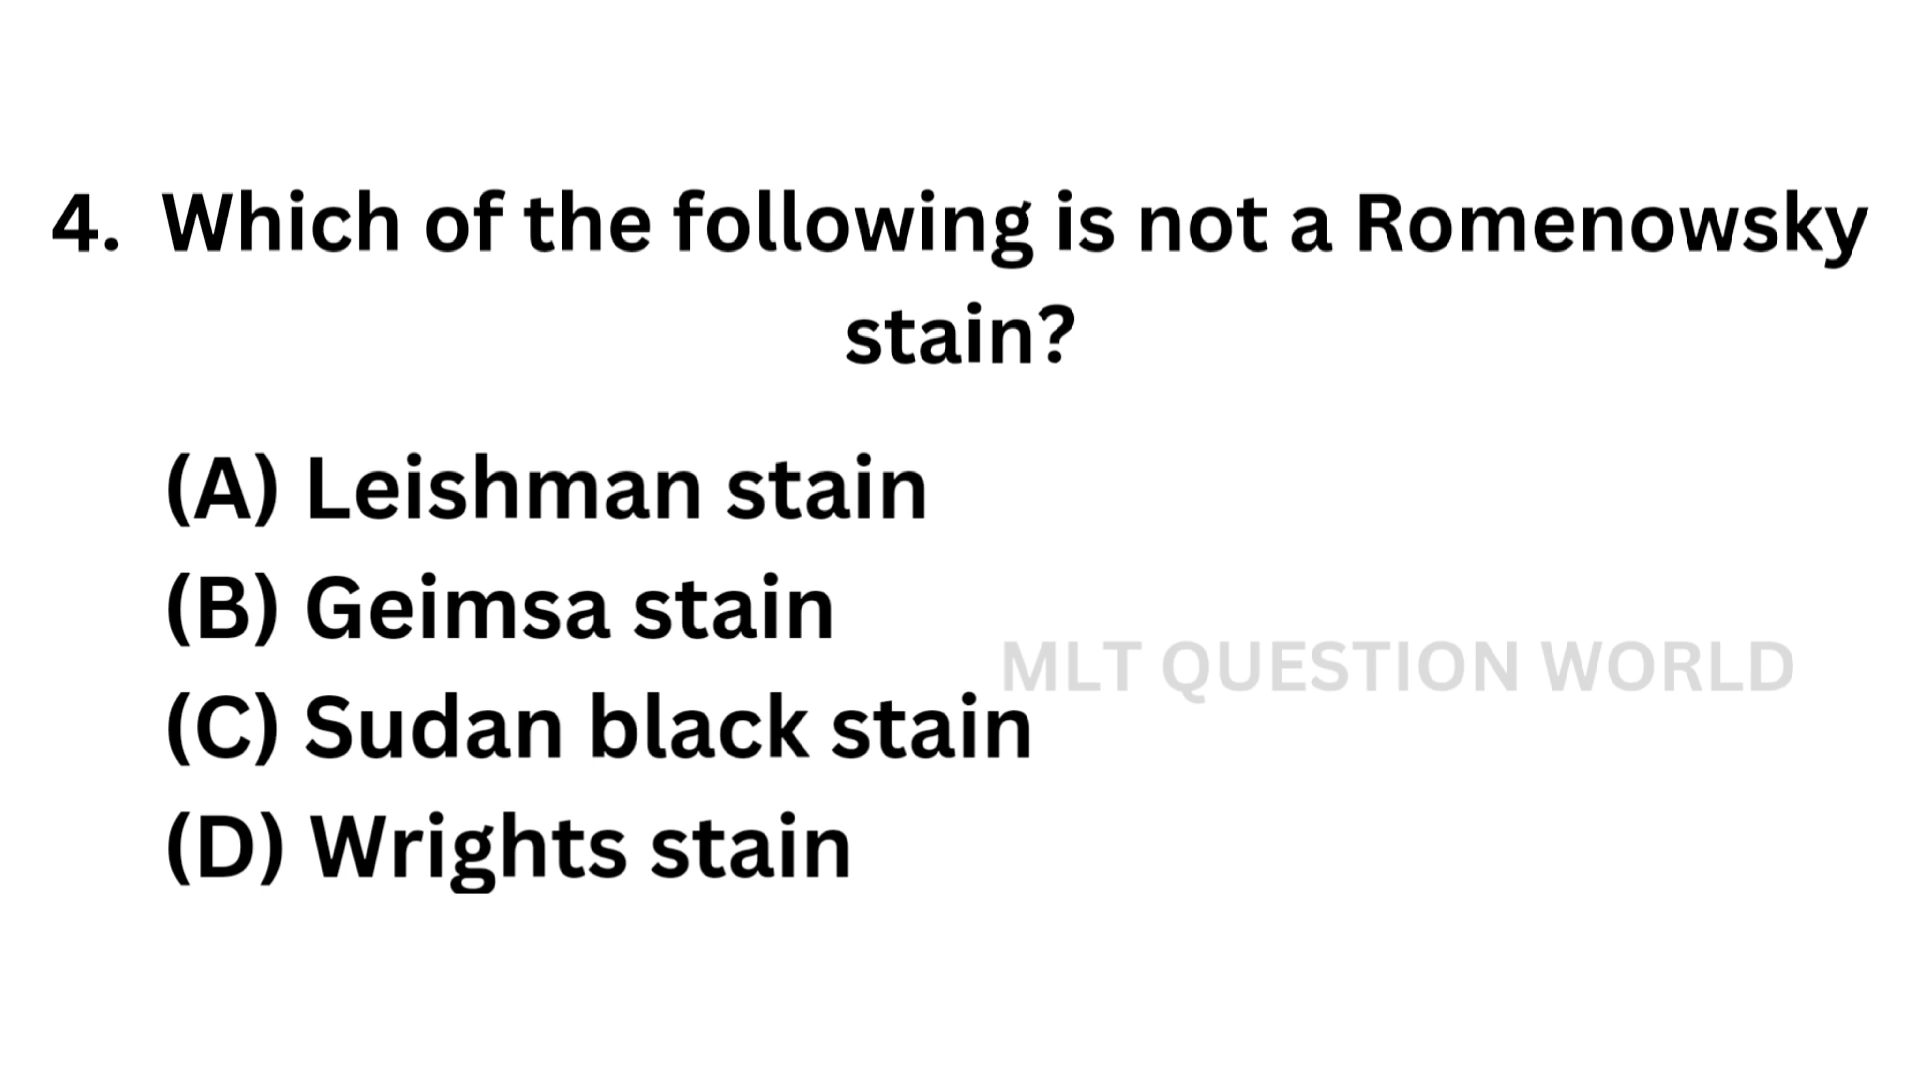 4. Which of the following is not a Romenowsky
stain?
(A) Leishman stain
(B) Geimsa stain
MLT QUESTION WORLD
(C) Sudan black stain
(D) Wrights stain